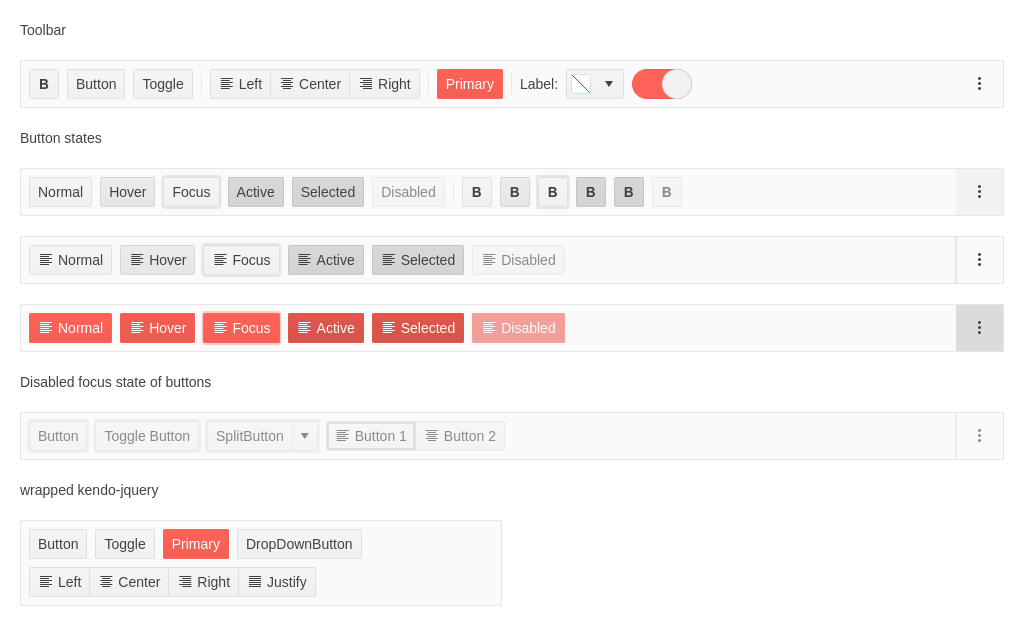 Toolbar
B Button Toggle Left Center Right Primary Label:
Button states
Normal Hover Focus Active Selected Disabled B B B B B B
Normal Hover Focus Active Selected Disabled
Normal Hover Focus Active Selected Disabled
Disabled focus state of buttons
Button Toggle Button SplitButton Button 1 Button 2
wrapped kendo-jquery
Button Toggle Primary DropDownButton
Left Center Right Justify